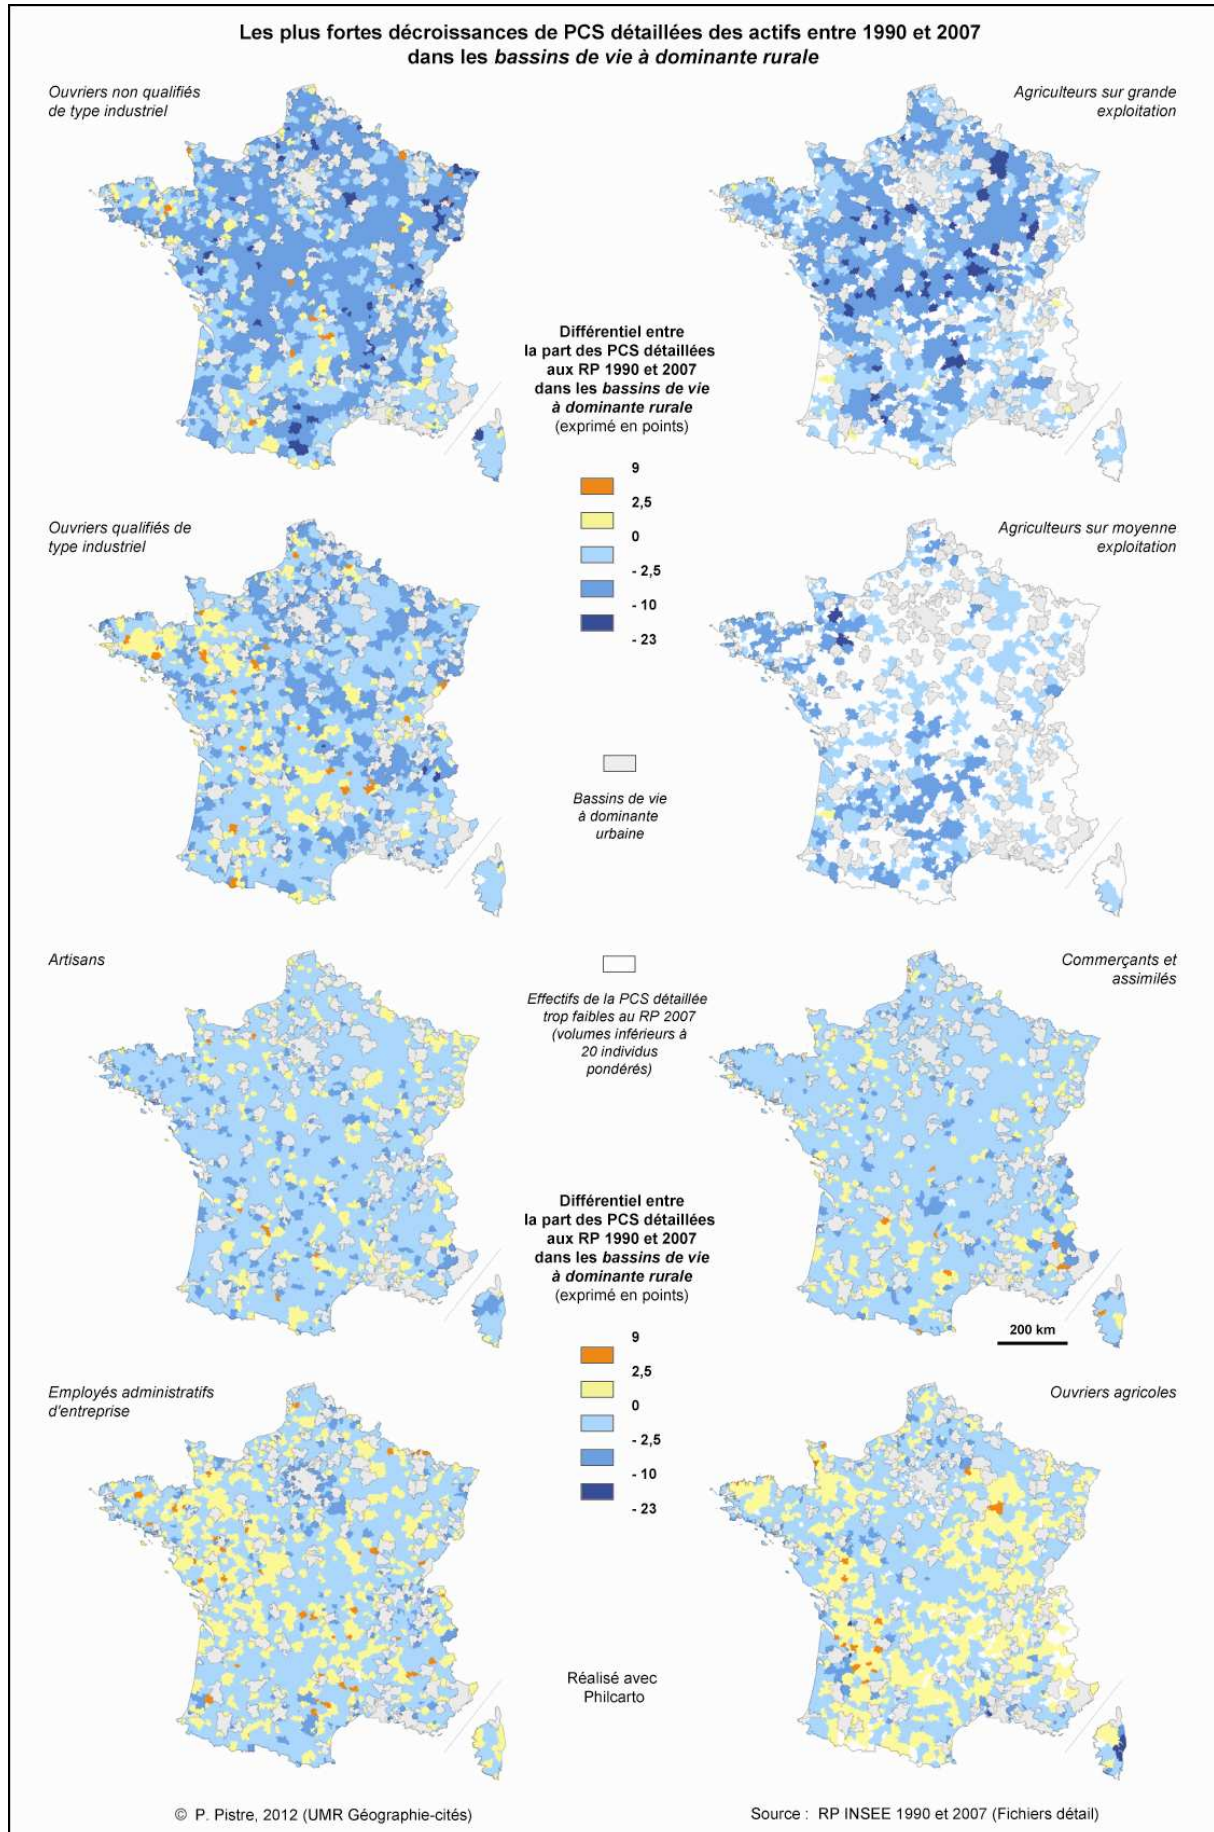 Les plus fortes décroissances de PCS détaillées des actifs entre 1990 et 2007
dans les bassins de vie à dominante rurale
Ouvriers non qualifiés
de type industriel
Agriculteurs sur grande
exploitation
Différentiel entre
la part des PCS détaillées
aux RP 1990 et 2007
dans les bassins de vie
à dominante rurale
(exprimé en points)
9
2,5
0
- 2,5
- 10
- 23
Ouvriers qualifiés de
type industriel
Agriculteurs sur moyenne
exploitation
Bassins de vie
à dominante
urbaine
Artisans
Commerçants et
assimilés
Effectifs de la PCS détaillée
trop faibles au RP 2007
(volumes inférieurs à
20 individus
pondérés)
Différentiel entre
la part des PCS détaillées
aux RP 1990 et 2007
dans les bassins de vie
à dominante rurale
(exprimé en points)
200 km
9
2,5
0
- 2,5
- 10
- 23
Employés administratifs
d'entreprise
Ouvriers agricoles
Réalisé avec
Philcarto
© P. Pistre, 2012 (UMR Géographie-cités)
Source : RP INSEE 1990 et 2007 (Fichiers détail)